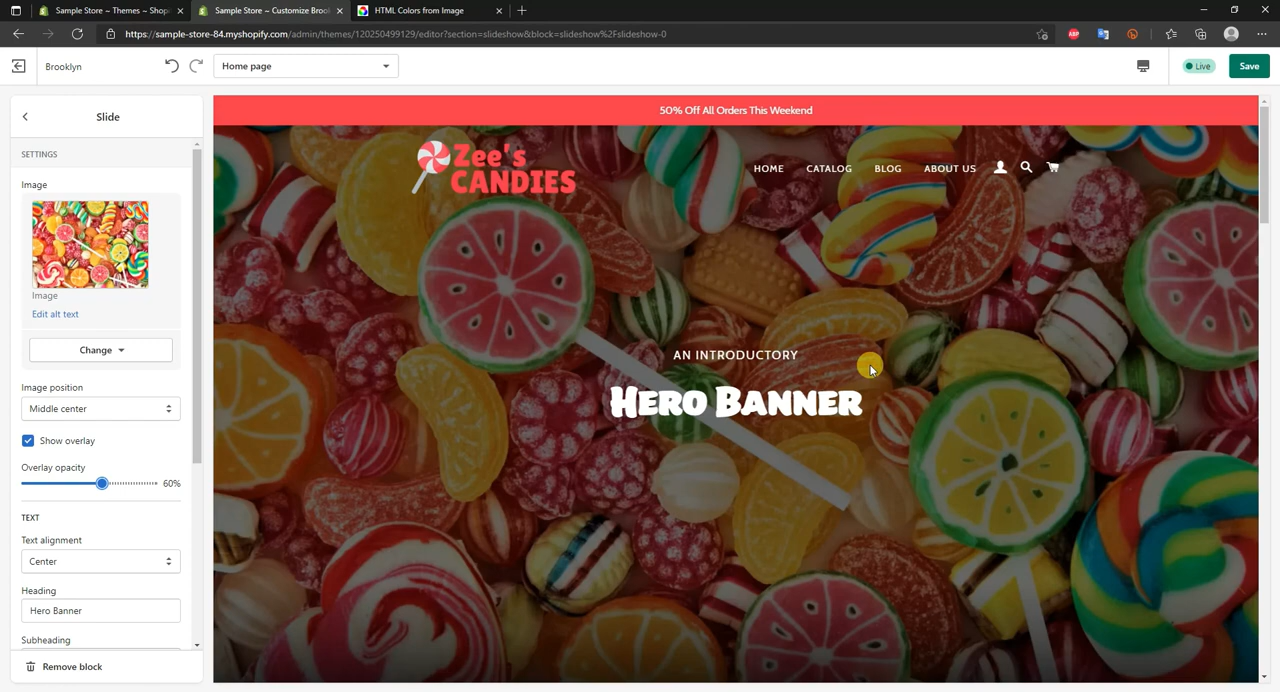 Sample Store ~ Themes ~ Shopi
Sample Store ~ Customize Brook
HTML Colors from Image
https://sample-store-84.myshopify.com/admin/themes/120250499129/editor?section=slideshow&block=slideshow%2Fslideshow-0
ABP
Brooklyn
Home page
Live
Save
Slide
50% Off All Orders This Weekend
SETTINGS
Zee's
CANDIES
HOME
CATALOG
BLOG
ABOUT US
Image
Image
Edit alt text
Change
AN INTRODUCTORY
Hero Banner
Image position
Middle center
Show overlay
Overlay opacity
60%
TEXT
Text alignment
Center
Heading
Hero Banner
Subheading
Remove block